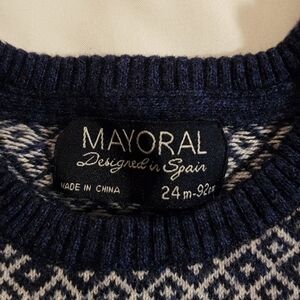 MAYORAL
Designed in Spain
MADE IN CHINA 24m-92cm